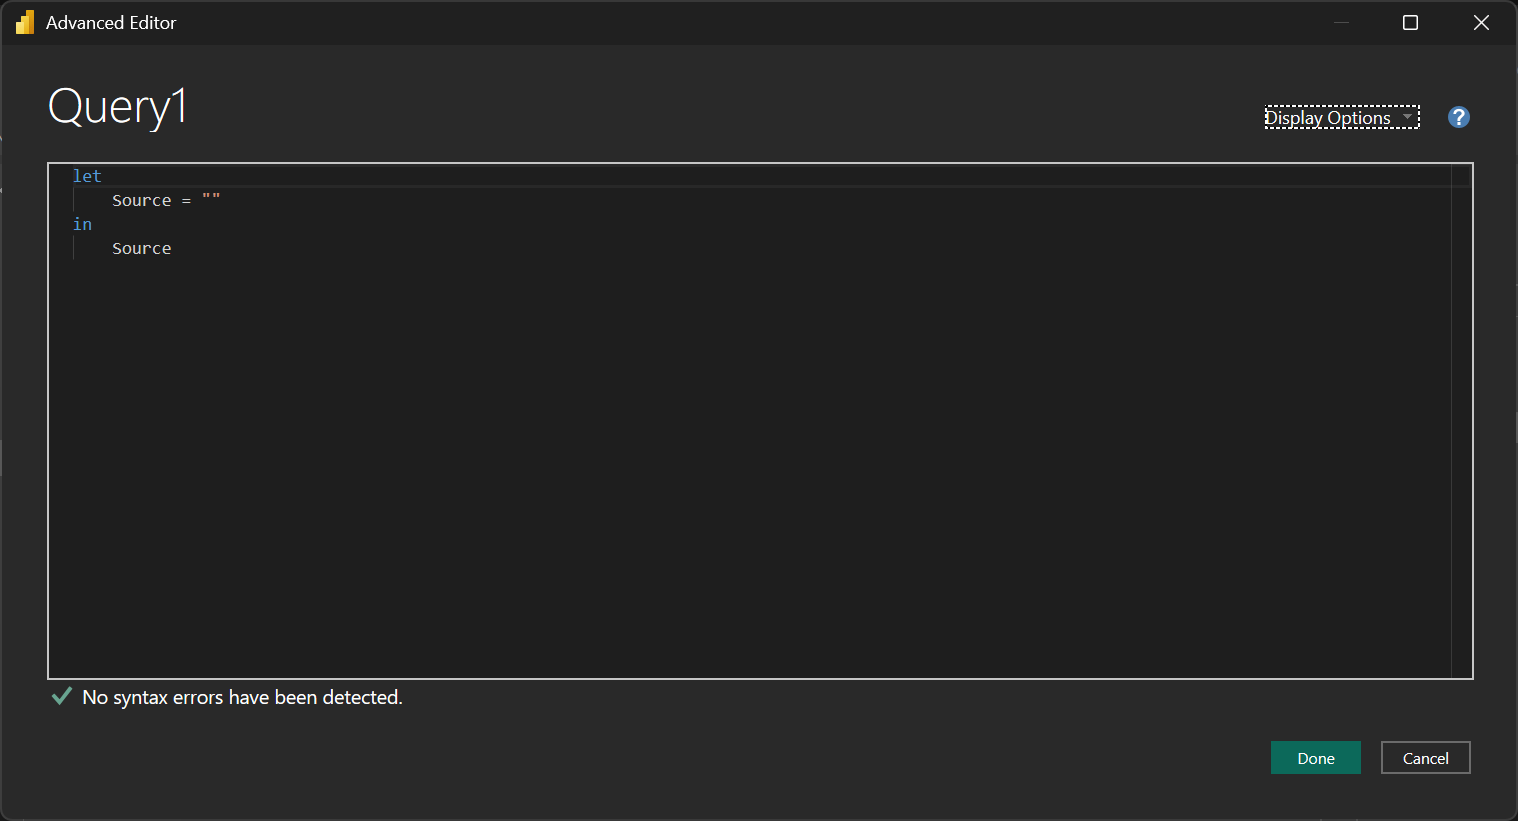 Advanced Editor
Query1
Display Options
?
let
    Source = ""
in
    Source
No syntax errors have been detected.
Done
Cancel